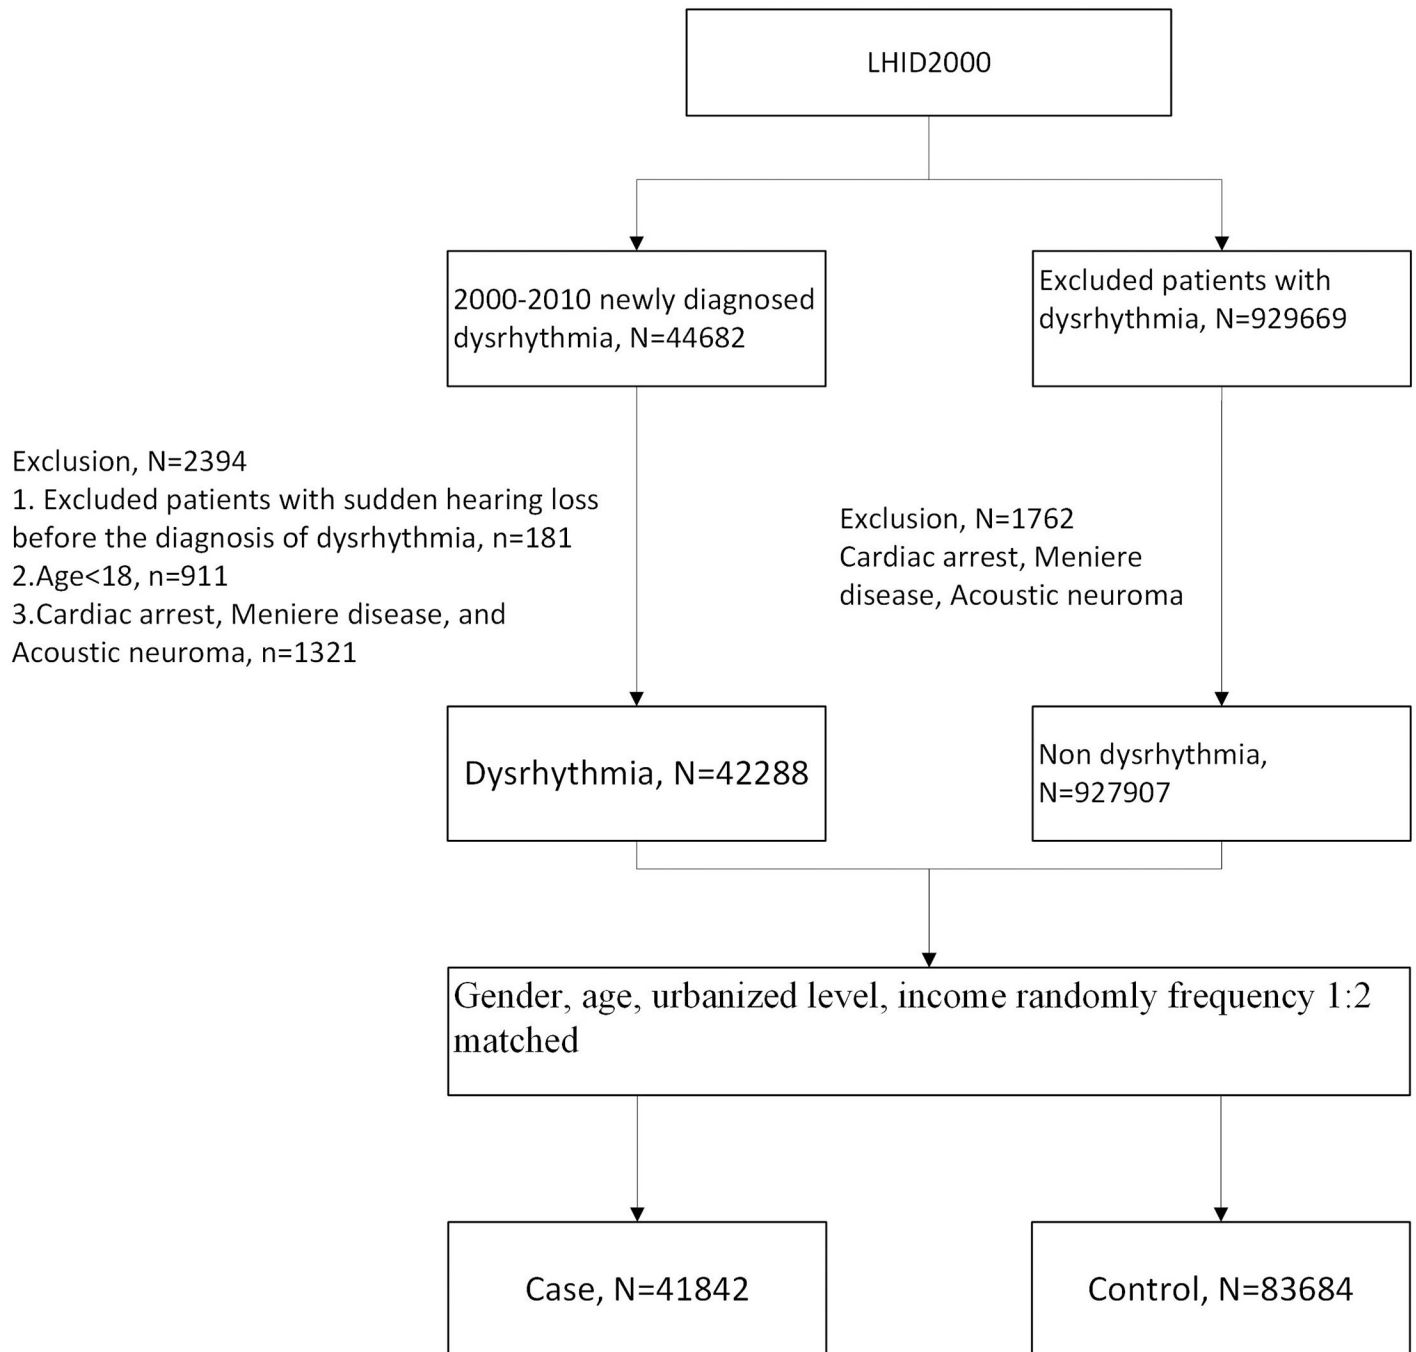 LHID2000
2000-2010 newly diagnosed
dysrhythmia, N=44682
Excluded patients with
dysrhythmia, N=929669
Exclusion, N=2394
1. Excluded patients with sudden hearing loss
before the diagnosis of dysrhythmia, n=181
2.Age<18, n=911
3.Cardiac arrest, Meniere disease, and
Acoustic neuroma, n=1321
Exclusion, N=1762
Cardiac arrest, Meniere
disease, Acoustic neuroma
Dysrhythmia, N=42288
Non dysrhythmia,
N=927907
Gender, age, urbanized level, income randomly frequency 1:2
matched
Case, N=41842
Control, N=83684